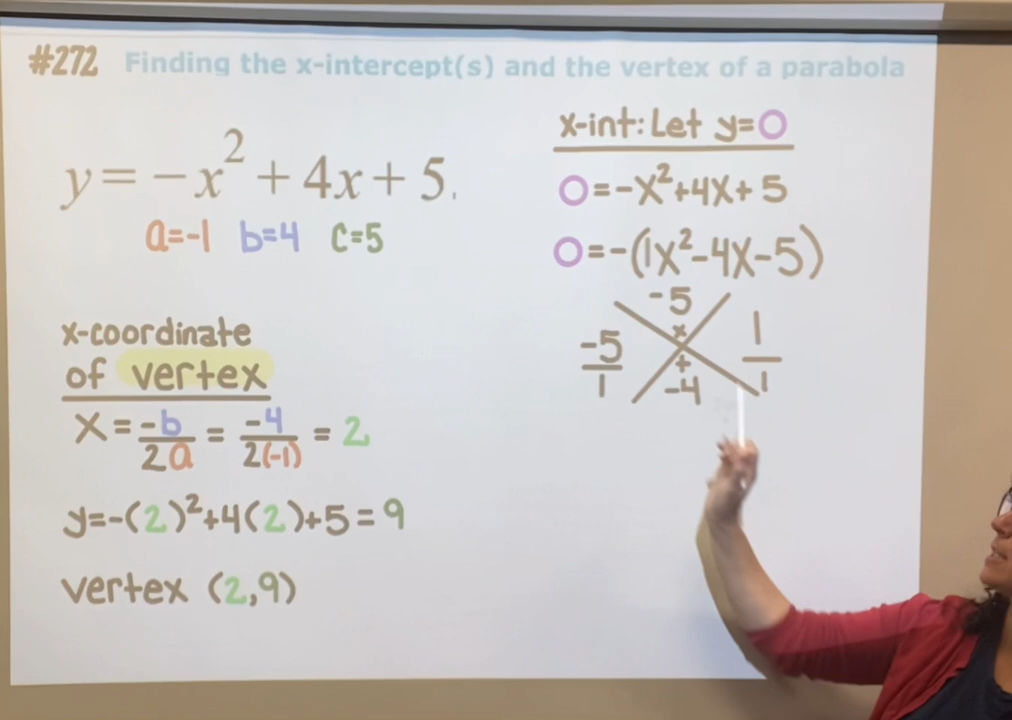 #272 Finding the x-intercept(s) and the vertex of a parabola
y = -x² + 4x + 5.
a=-1 b=4 c=5
x-coordinate
of vertex
x = -b/2a = -4/2(-1) = 2
y=-(2)²+4(2)+5 = 9
vertex (2,9)
x-int: Let y=0
0=-x²+4x+5
0=-(1x²-4x-5)
-5
×
-5/1 1/1
+
-4